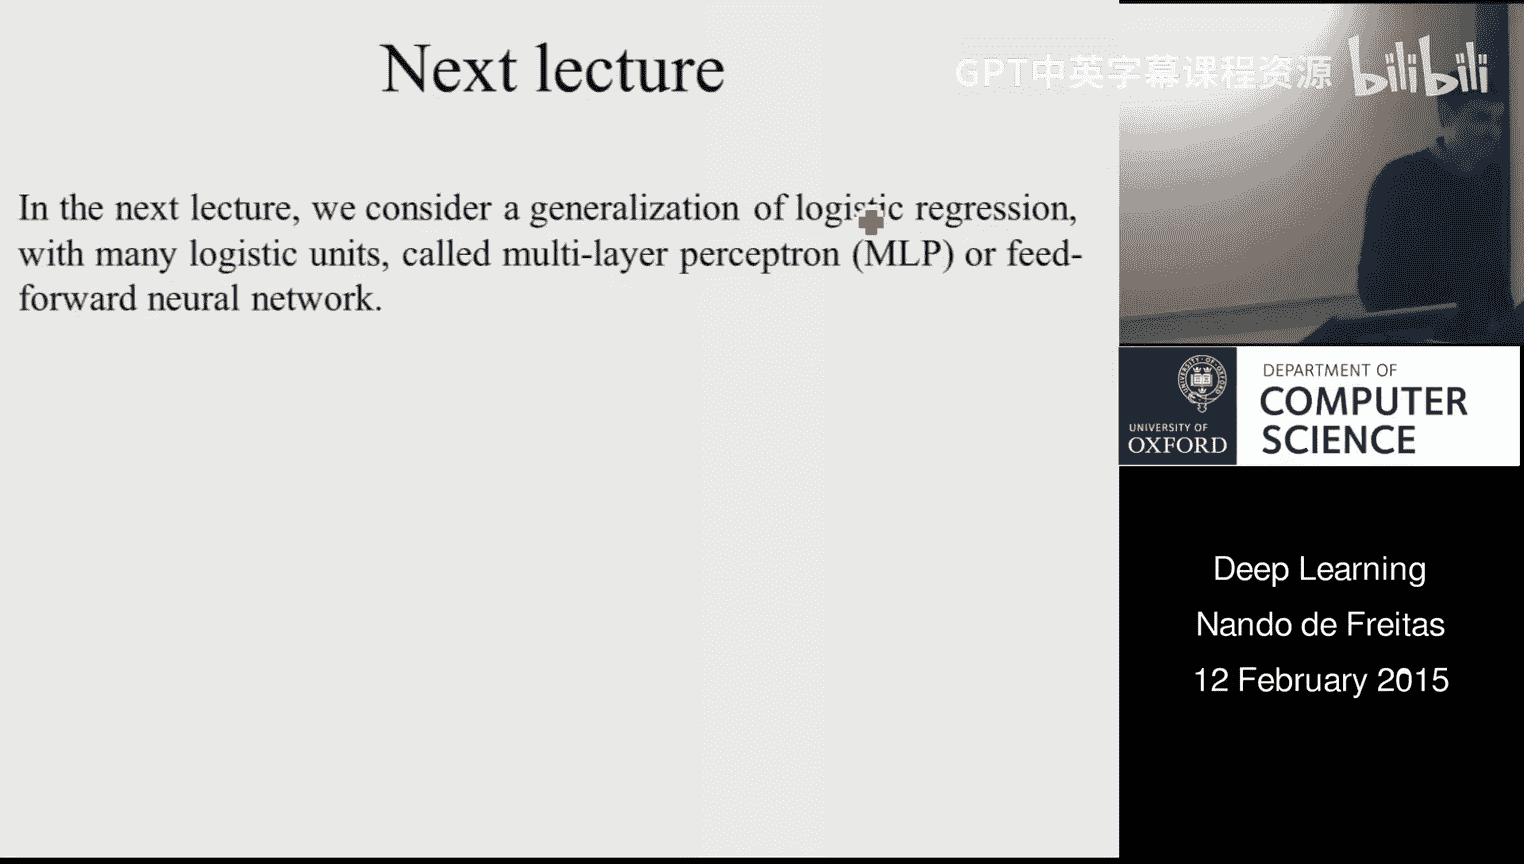 Next lecture
In the next lecture, we consider a generalization of logistic regression,
with many logistic units, called multi-layer perceptron (MLP) or feed-
forward neural network.
GPT中英字幕课程资源 bilibili
DEPARTMENT OF
COMPUTER
SCIENCE
UNIVERSITY OF
OXFORD
Deep Learning
Nando de Freitas
12 February 2015